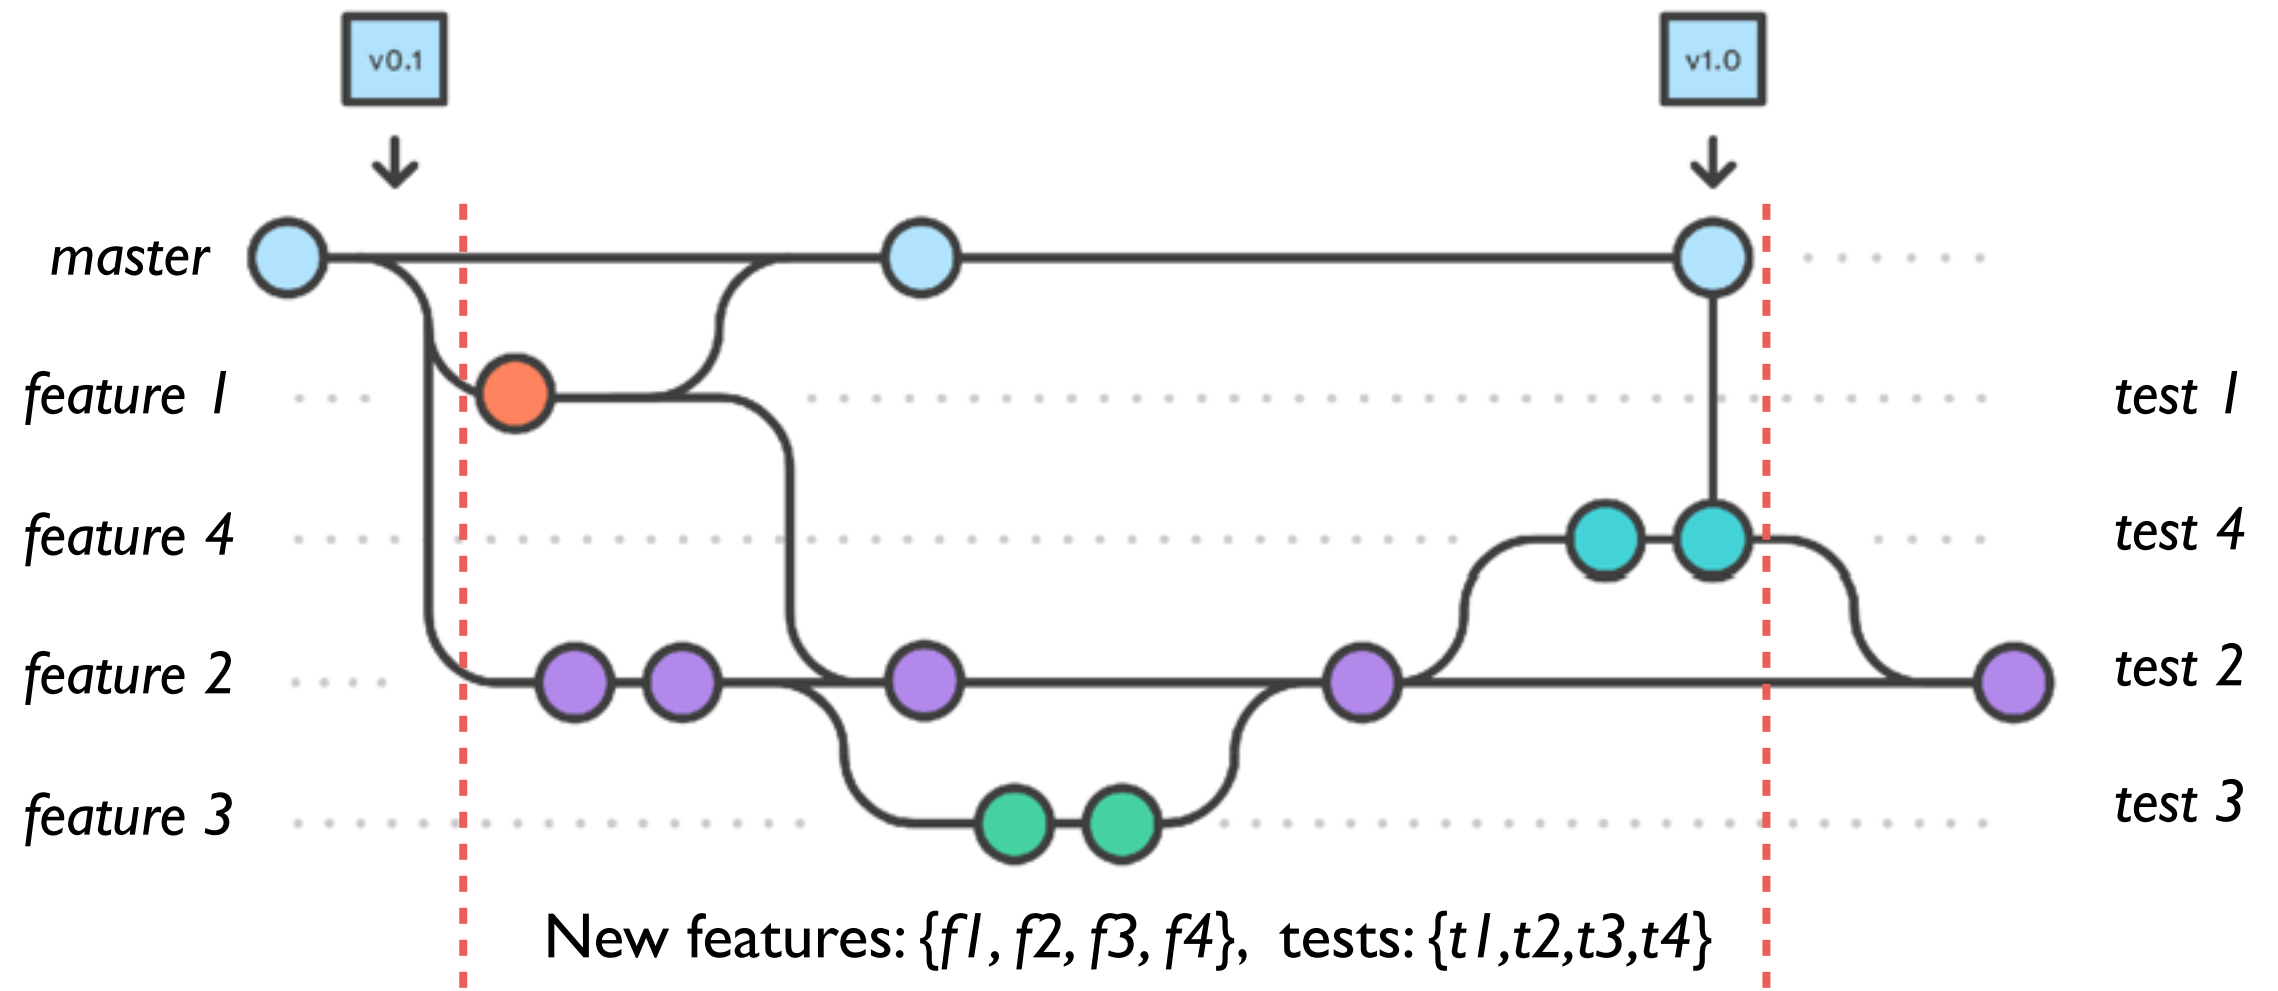 v0.1
v1.0
master
feature 1
test 1
feature 4
test 4
feature 2
test 2
feature 3
test 3
New features: {f1, f2, f3, f4}, tests: {t1,t2,t3,t4}